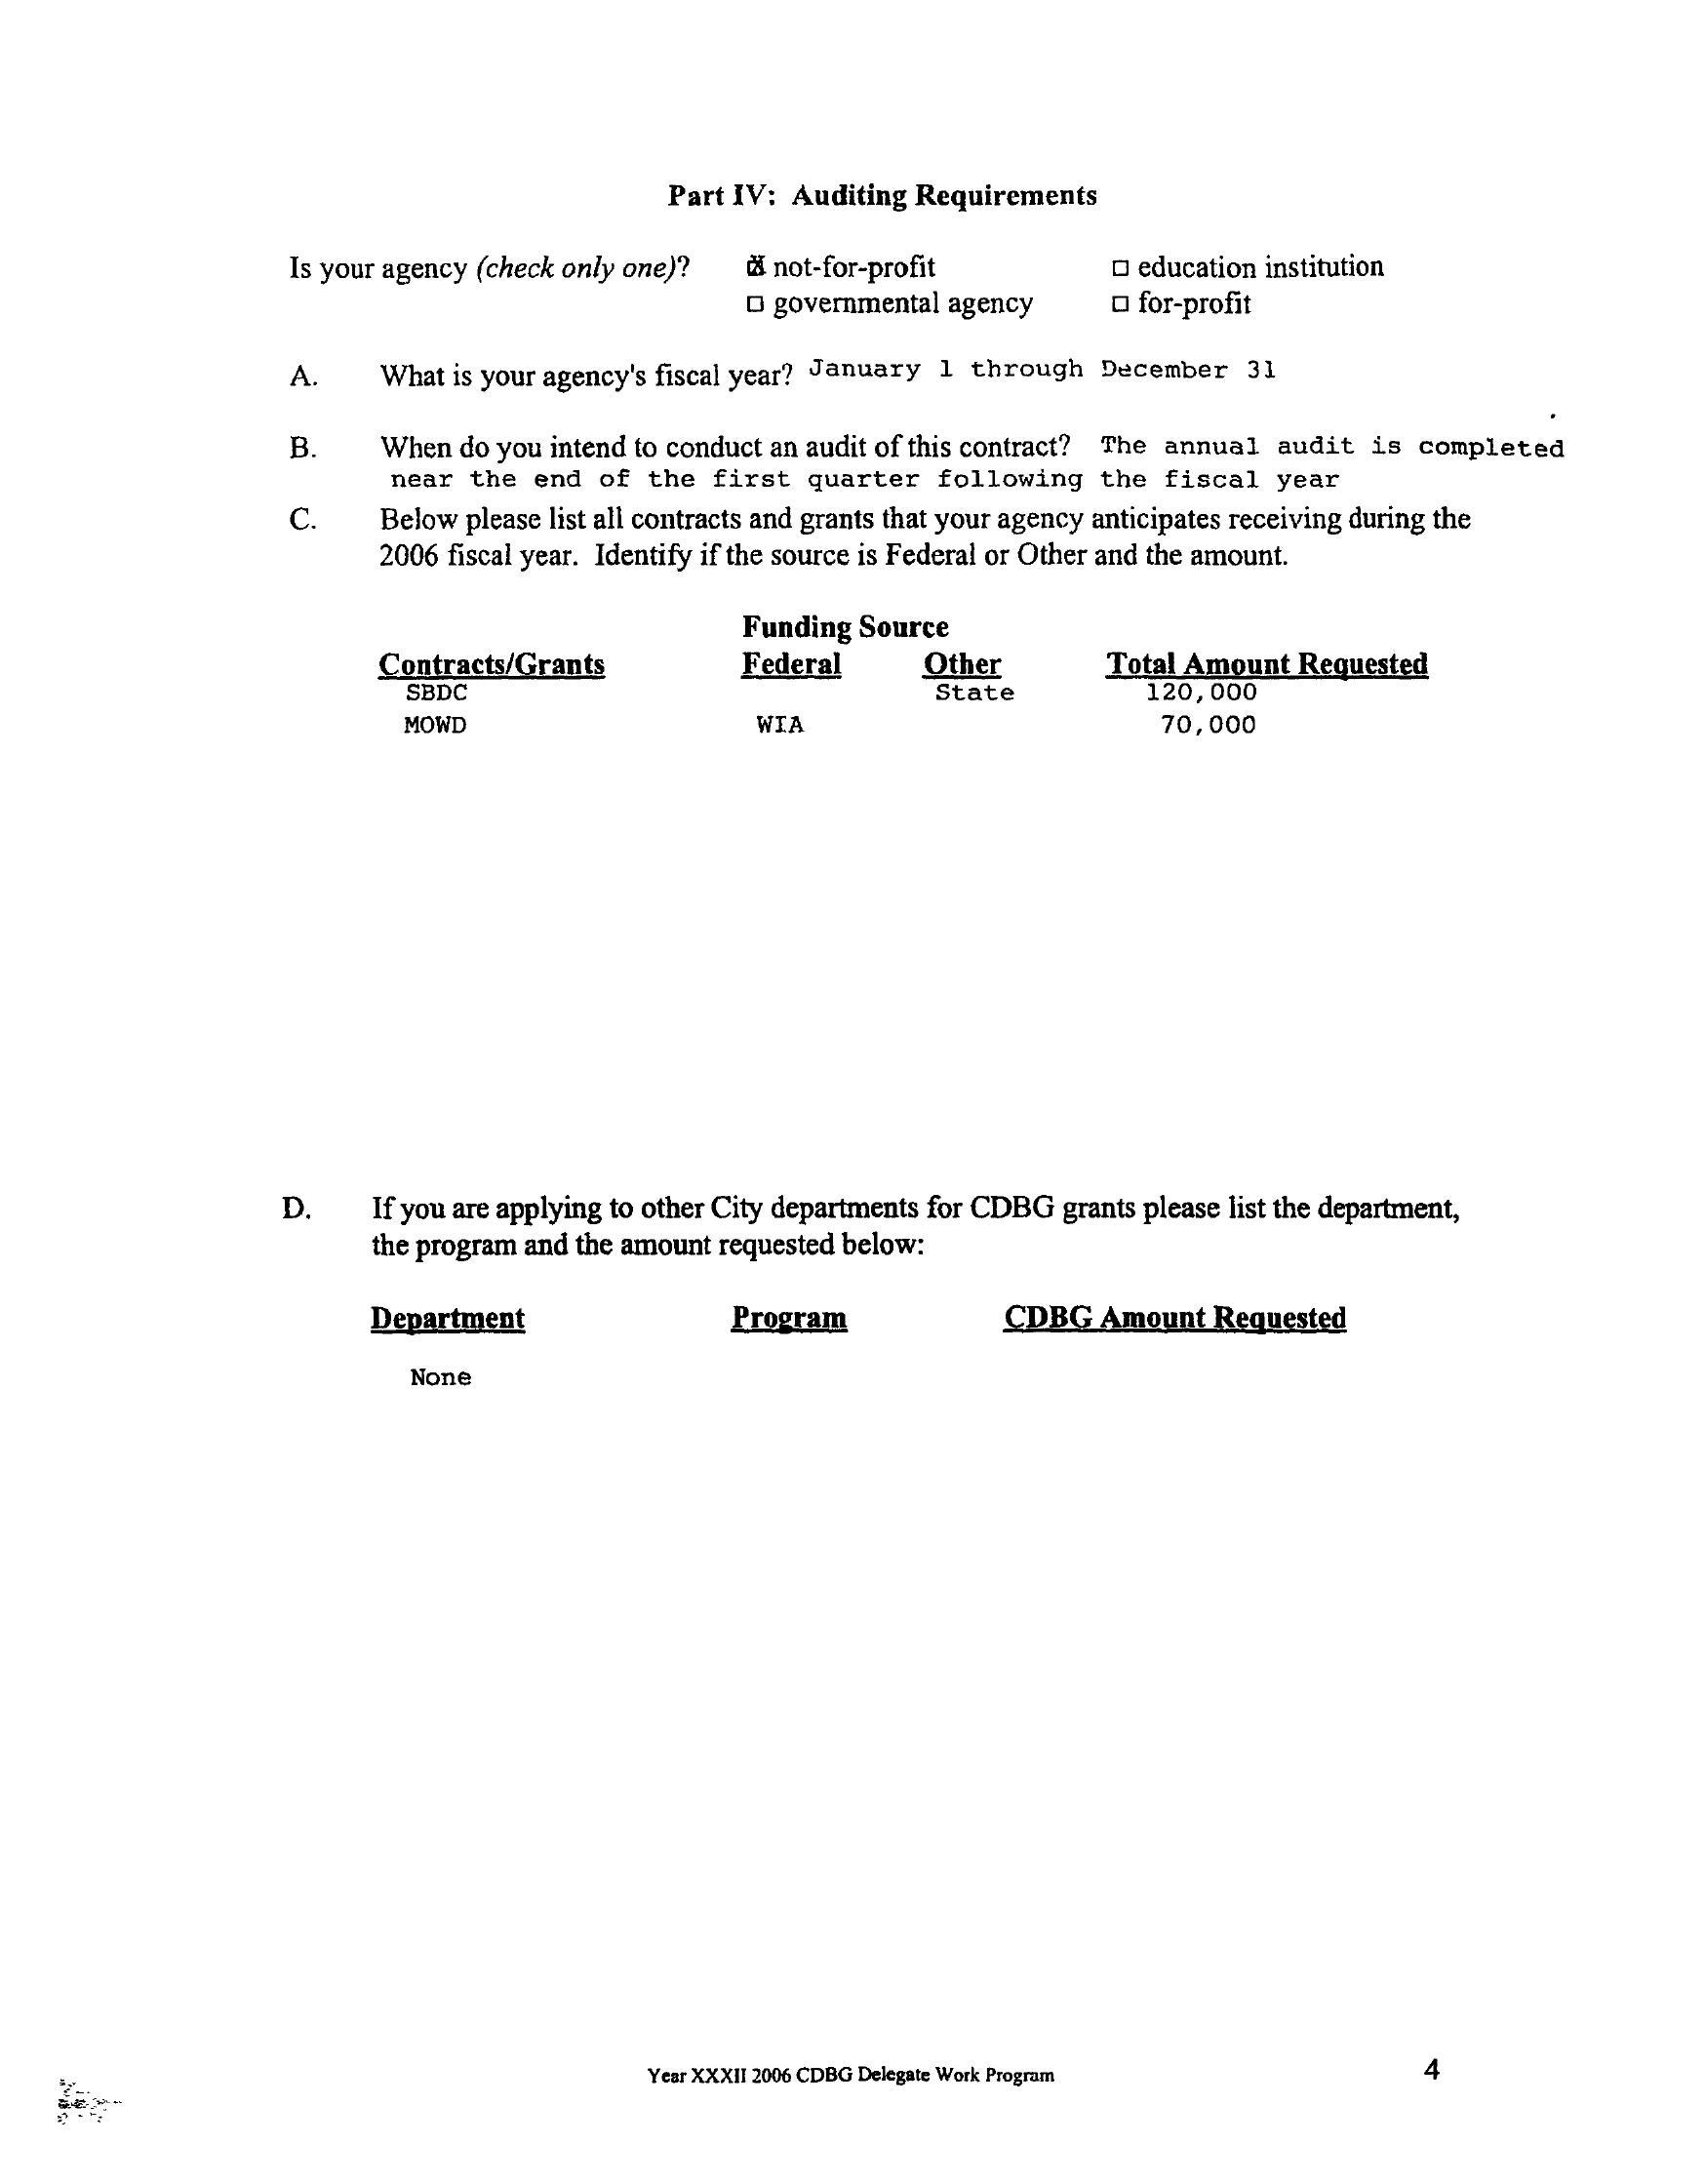 Part IV: Auditing Requirements
Is your agency (check only one)? ☒ not-for-profit ☐ education institution
☐ governmental agency ☐ for-profit
A. What is your agency's fiscal year? January 1 through December 31
B. When do you intend to conduct an audit of this contract? The annual audit is completed
near the end of the first quarter following the fiscal year
C. Below please list all contracts and grants that your agency anticipates receiving during the
2006 fiscal year. Identify if the source is Federal or Other and the amount.
Funding Source
Contracts/Grants Federal Other Total Amount Requested
SBDC State 120,000
MOWD WIA 70,000
D. If you are applying to other City departments for CDBG grants please list the department,
the program and the amount requested below:
Department Program CDBG Amount Requested
None
Year XXXII 2006 CDBG Delegate Work Program 4